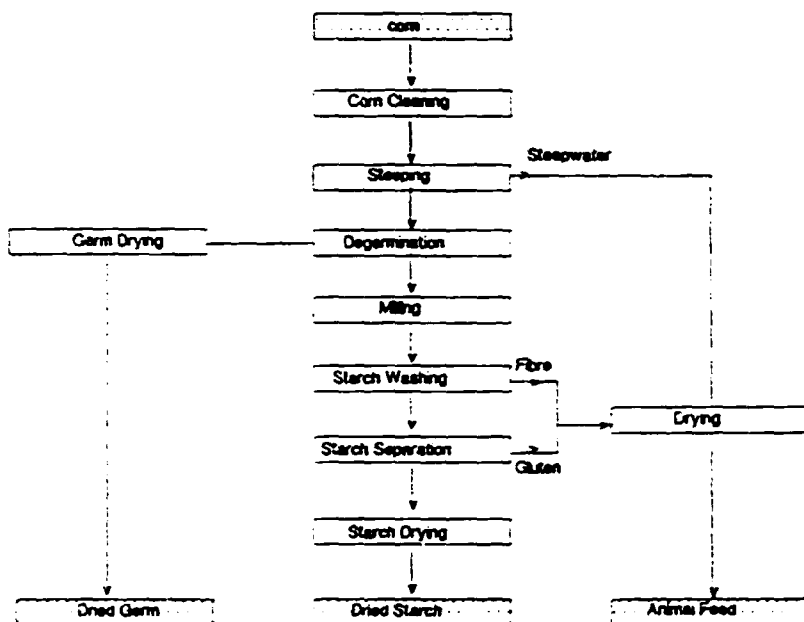 corn
Corn Cleaning
Steepwater
Steeping
Germ Drying
Degermination
Milling
Fibre
Starch Washing
Drying
Starch Separation
Gluten
Starch Drying
Dried Germ
Dried Starch
Animal Feed